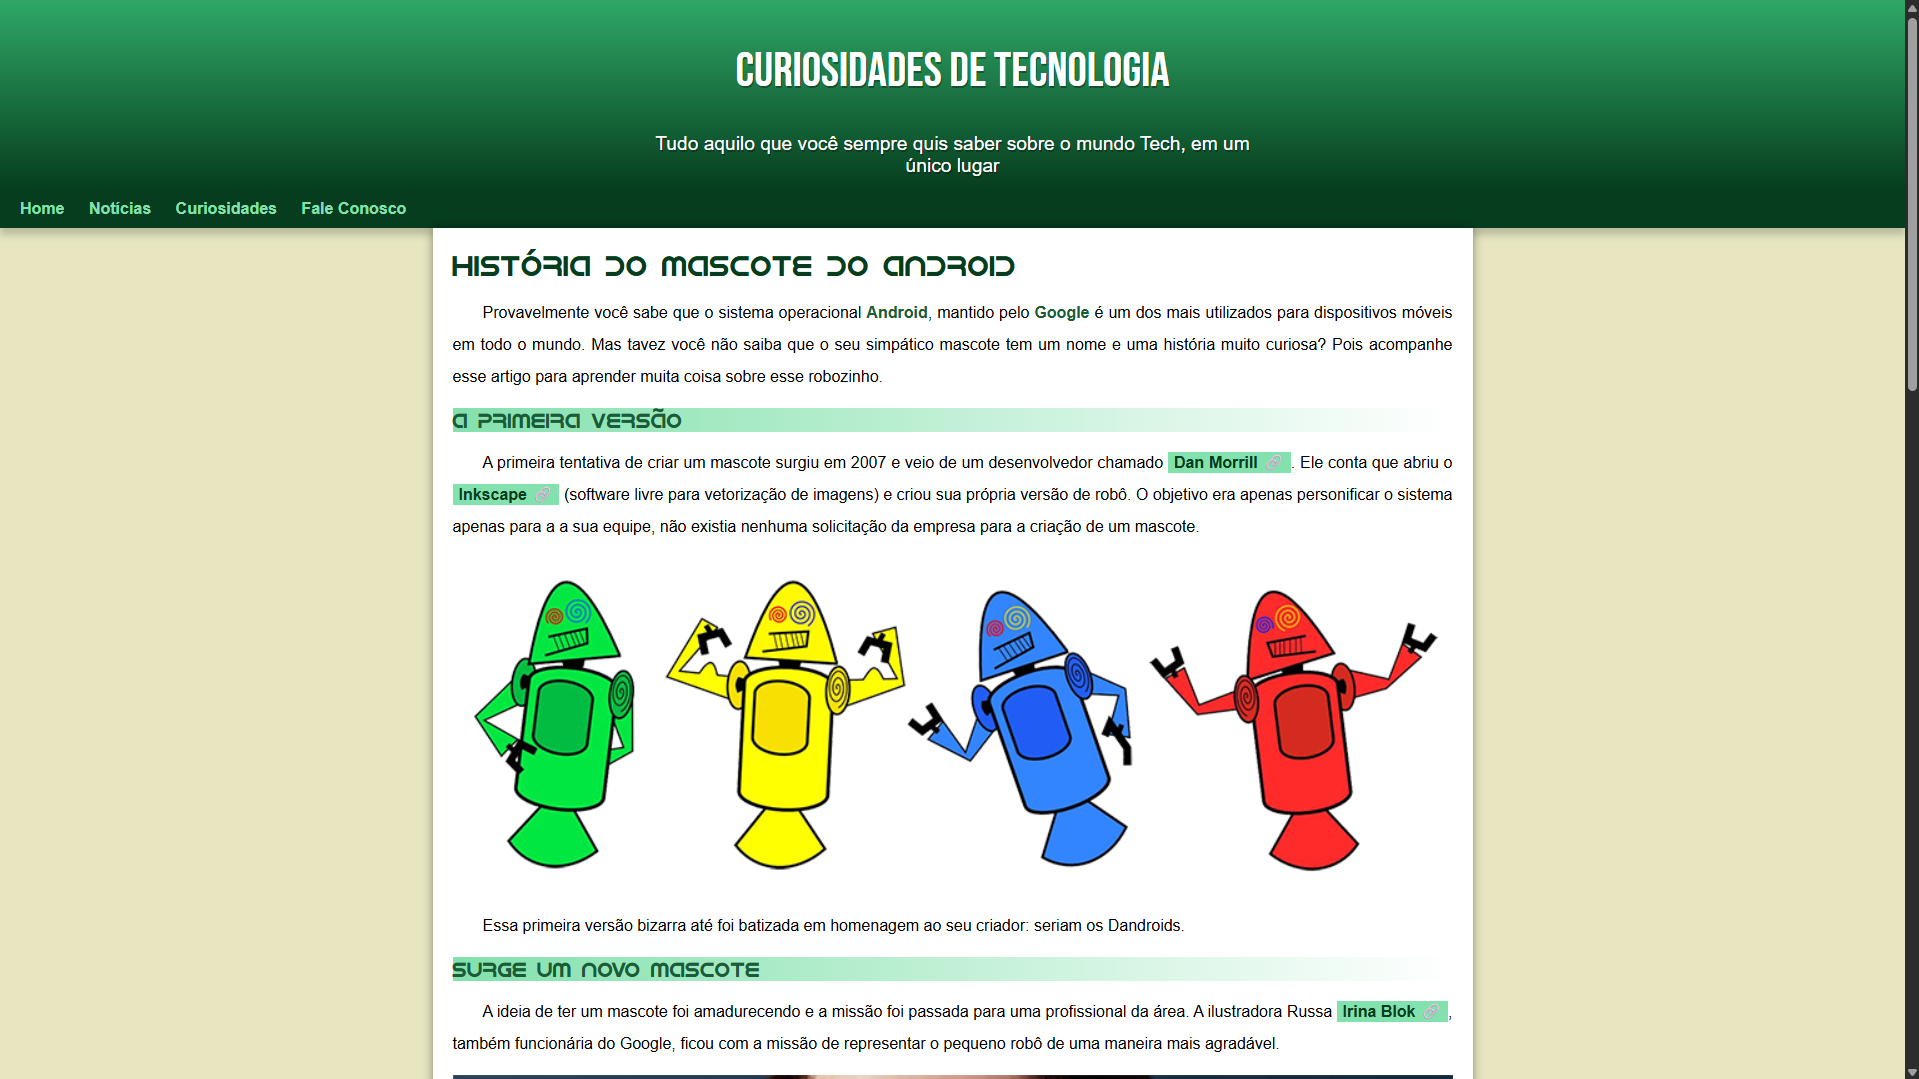 CURIOSIDADES DE TECNOLOGIA
Tudo aquilo que você sempre quis saber sobre o mundo Tech, em um
único lugar
Home Notícias Curiosidades Fale Conosco
HISTÓRIA DO MASCOTE DO ANDROID
Provavelmente você sabe que o sistema operacional Android, mantido pelo Google é um dos mais utilizados para dispositivos móveis
em todo o mundo. Mas tavez você não saiba que o seu simpático mascote tem um nome e uma história muito curiosa? Pois acompanhe
esse artigo para aprender muita coisa sobre esse robozinho.
A PRIMEIRA VERSÃO
A primeira tentativa de criar um mascote surgiu em 2007 e veio de um desenvolvedor chamado Dan Morrill. Ele conta que abriu o
Inkscape (software livre para vetorização de imagens) e criou sua própria versão de robô. O objetivo era apenas personificar o sistema
apenas para a a sua equipe, não existia nenhuma solicitação da empresa para a criação de um mascote.
Essa primeira versão bizarra até foi batizada em homenagem ao seu criador: seriam os Dandroids.
SURGE UM NOVO MASCOTE
A ideia de ter um mascote foi amadurecendo e a missão foi passada para uma profissional da área. A ilustradora Russa Irina Blok,
também funcionária do Google, ficou com a missão de representar o pequeno robô de uma maneira mais agradável.